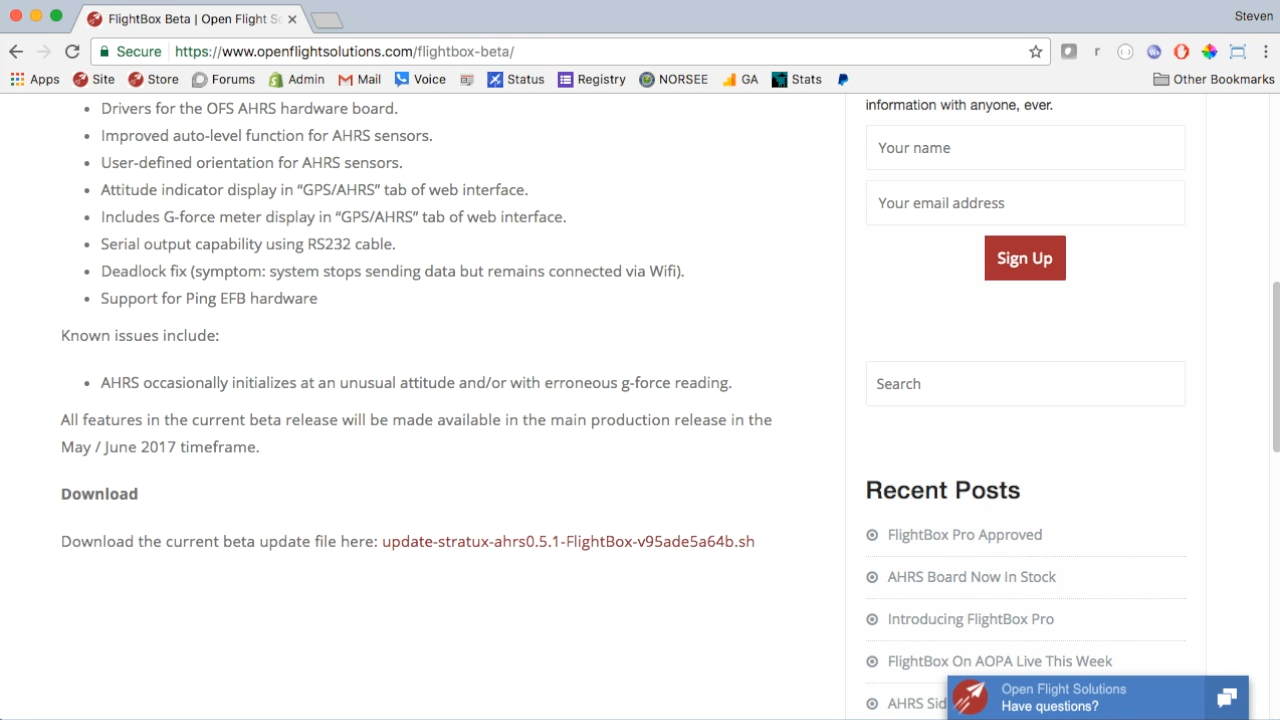 FlightBox Beta | Open Flight So
Steven
Secure https://www.openflightsolutions.com/flightbox-beta/
r
Apps Site Store Forums Admin Mail Voice Status Registry NORSEE GA Stats Other Bookmarks
Drivers for the OFS AHRS hardware board.
Improved auto-level function for AHRS sensors.
User-defined orientation for AHRS sensors.
Attitude indicator display in “GPS/AHRS” tab of web interface.
Includes G-force meter display in “GPS/AHRS” tab of web interface.
Serial output capability using RS232 cable.
Deadlock fix (symptom: system stops sending data but remains connected via Wifi).
Support for Ping EFB hardware
Known issues include:
AHRS occasionally initializes at an unusual attitude and/or with erroneous g-force reading.
All features in the current beta release will be made available in the main production release in the
May / June 2017 timeframe.
Download
Download the current beta update file here: update-stratux-ahrs0.5.1-FlightBox-v95ade5a64b.sh
information with anyone, ever.
Your name
Your email address
Sign Up
Search
Recent Posts
FlightBox Pro Approved
AHRS Board Now In Stock
Introducing FlightBox Pro
FlightBox On AOPA Live This Week
AHRS Sid
Open Flight Solutions
Have questions?